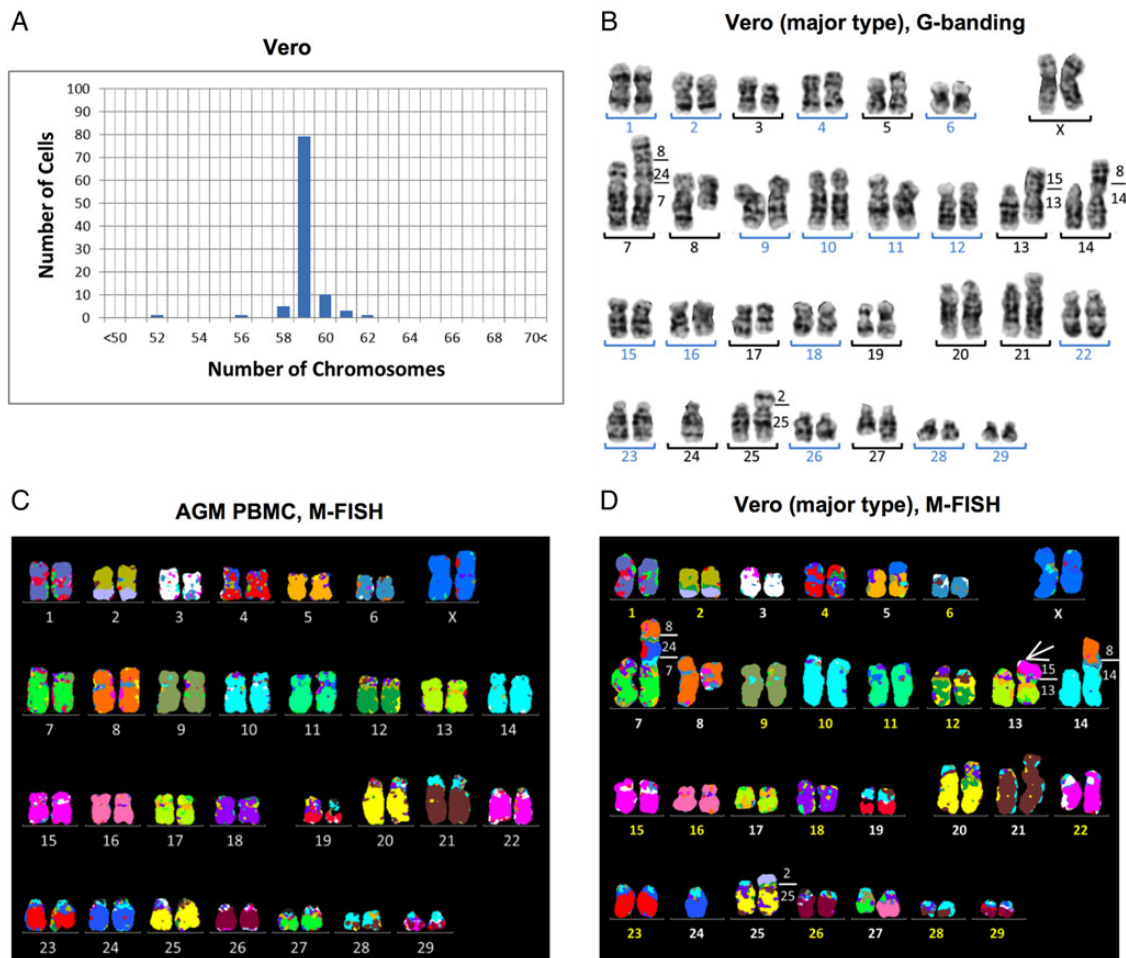 A
Vero
100
90
80
70
60
50
40
30
20
10
0
Number of Cells
<50 52 54 56 58 60 62 64 66 68 70<
Number of Chromosomes
B
Vero (major type), G-banding
1 2 3 4 5 6 X
8
24
7
15
13
8
14
7 8 9 10 11 12 13 14
15 16 17 18 19 20 21 22
2
25
23 24 25 26 27 28 29
C
AGM PBMC, M-FISH
1 2 3 4 5 6 X
7 8 9 10 11 12 13 14
15 16 17 18 19 20 21 22
23 24 25 26 27 28 29
D
Vero (major type), M-FISH
1 2 3 4 5 6 X
8
24
7
15
13
8
14
7 8 9 10 11 12 13 14
15 16 17 18 19 20 21 22
2
25
23 24 25 26 27 28 29